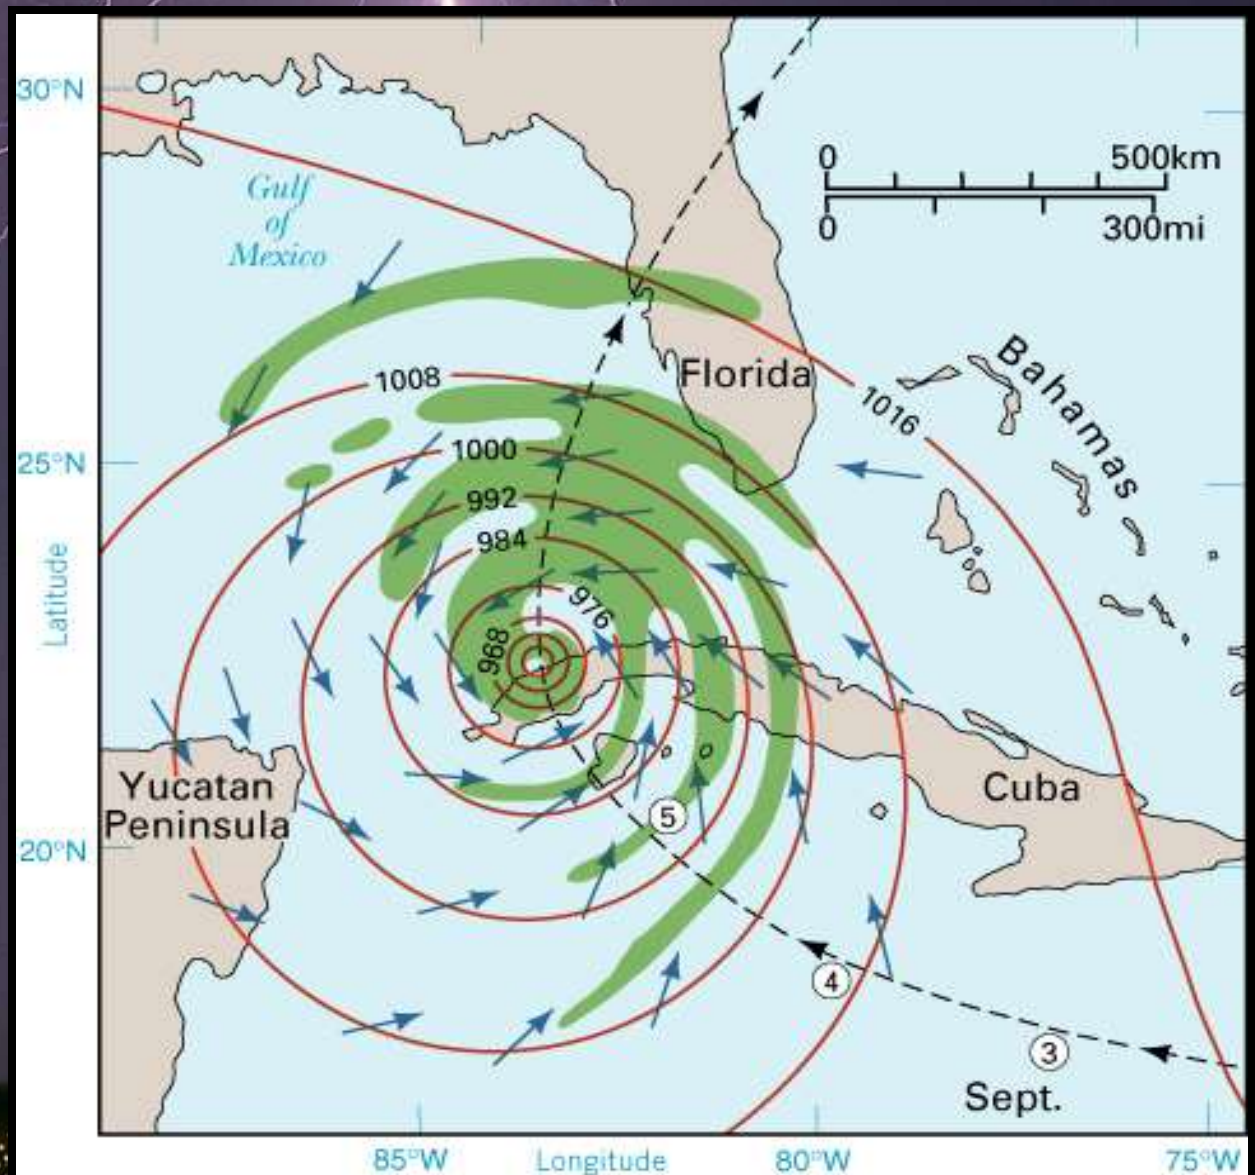 30°N
0 500km
0 300mi
Gulf
of
Mexico
Bahamas
Florida
1008
1016
1000
25°N
992
984
Latitude
976
968
Yucatan
Peninsula
Cuba
5
20°N
4
3
Sept.
85°W Longitude 80°W 75°W